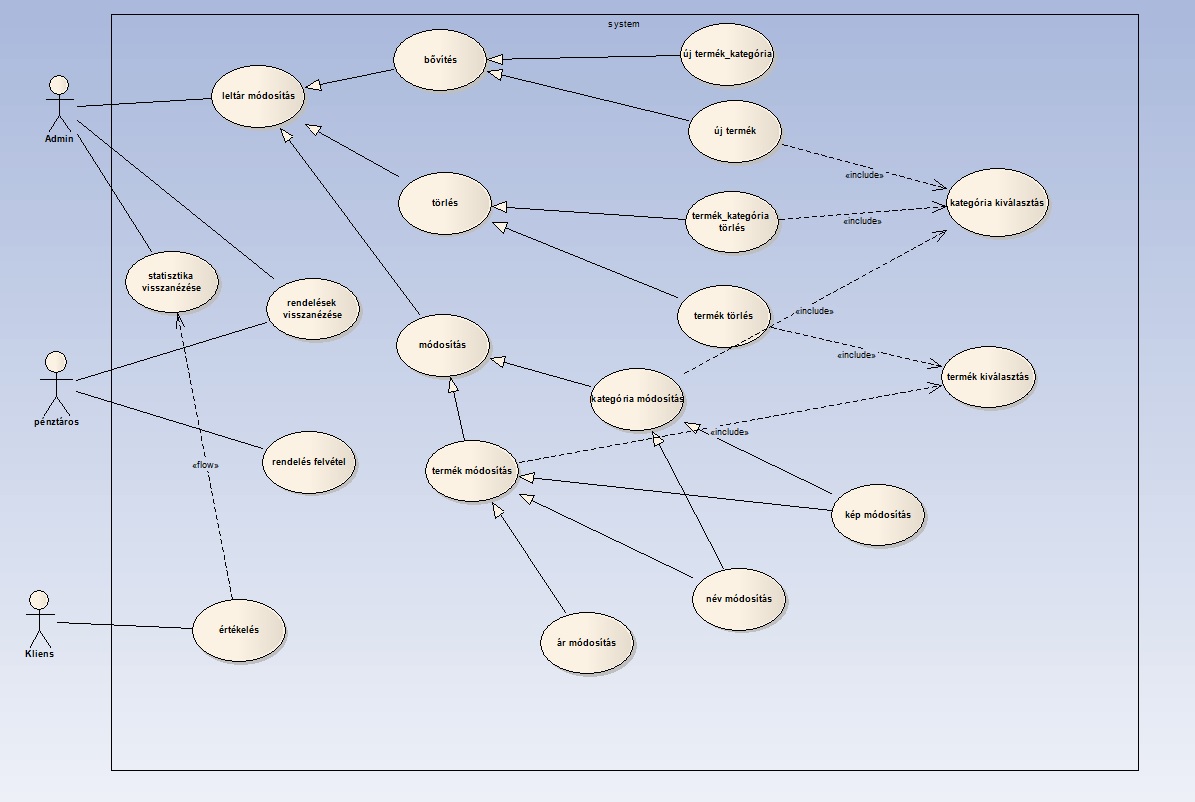 system
bővítés
új termék_kategória
leltár módosítás
új termék
Admin
«include»
törlés
termék_kategória
törlés
«include»
kategória kiválasztás
statisztika
visszanézése
rendelések
visszanézése
termék törlés
«include»
módosítás
«include»
termék kiválasztás
kategória módosítás
pénztáros
«include»
«flow»
rendelés felvétel
termék módosítás
kép módosítás
név módosítás
Kliens
értékelés
ár módosítás